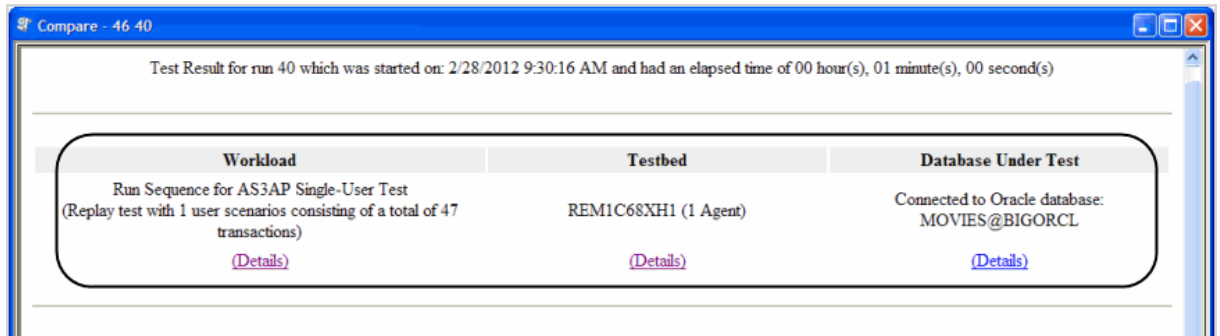 Compare - 46 40
Test Result for run 40 which was started on: 2/28/2012 9:30:16 AM and had an elapsed time of 00 hour(s), 01 minute(s), 00 second(s)
Workload Testbed Database Under Test
Run Sequence for AS3AP Single-User Test
(Replay test with 1 user scenarios consisting of a total of 47
transactions)
REM1C68XH1 (1 Agent)
Connected to Oracle database:
MOVIES@BIGORCL
(Details) (Details) (Details)